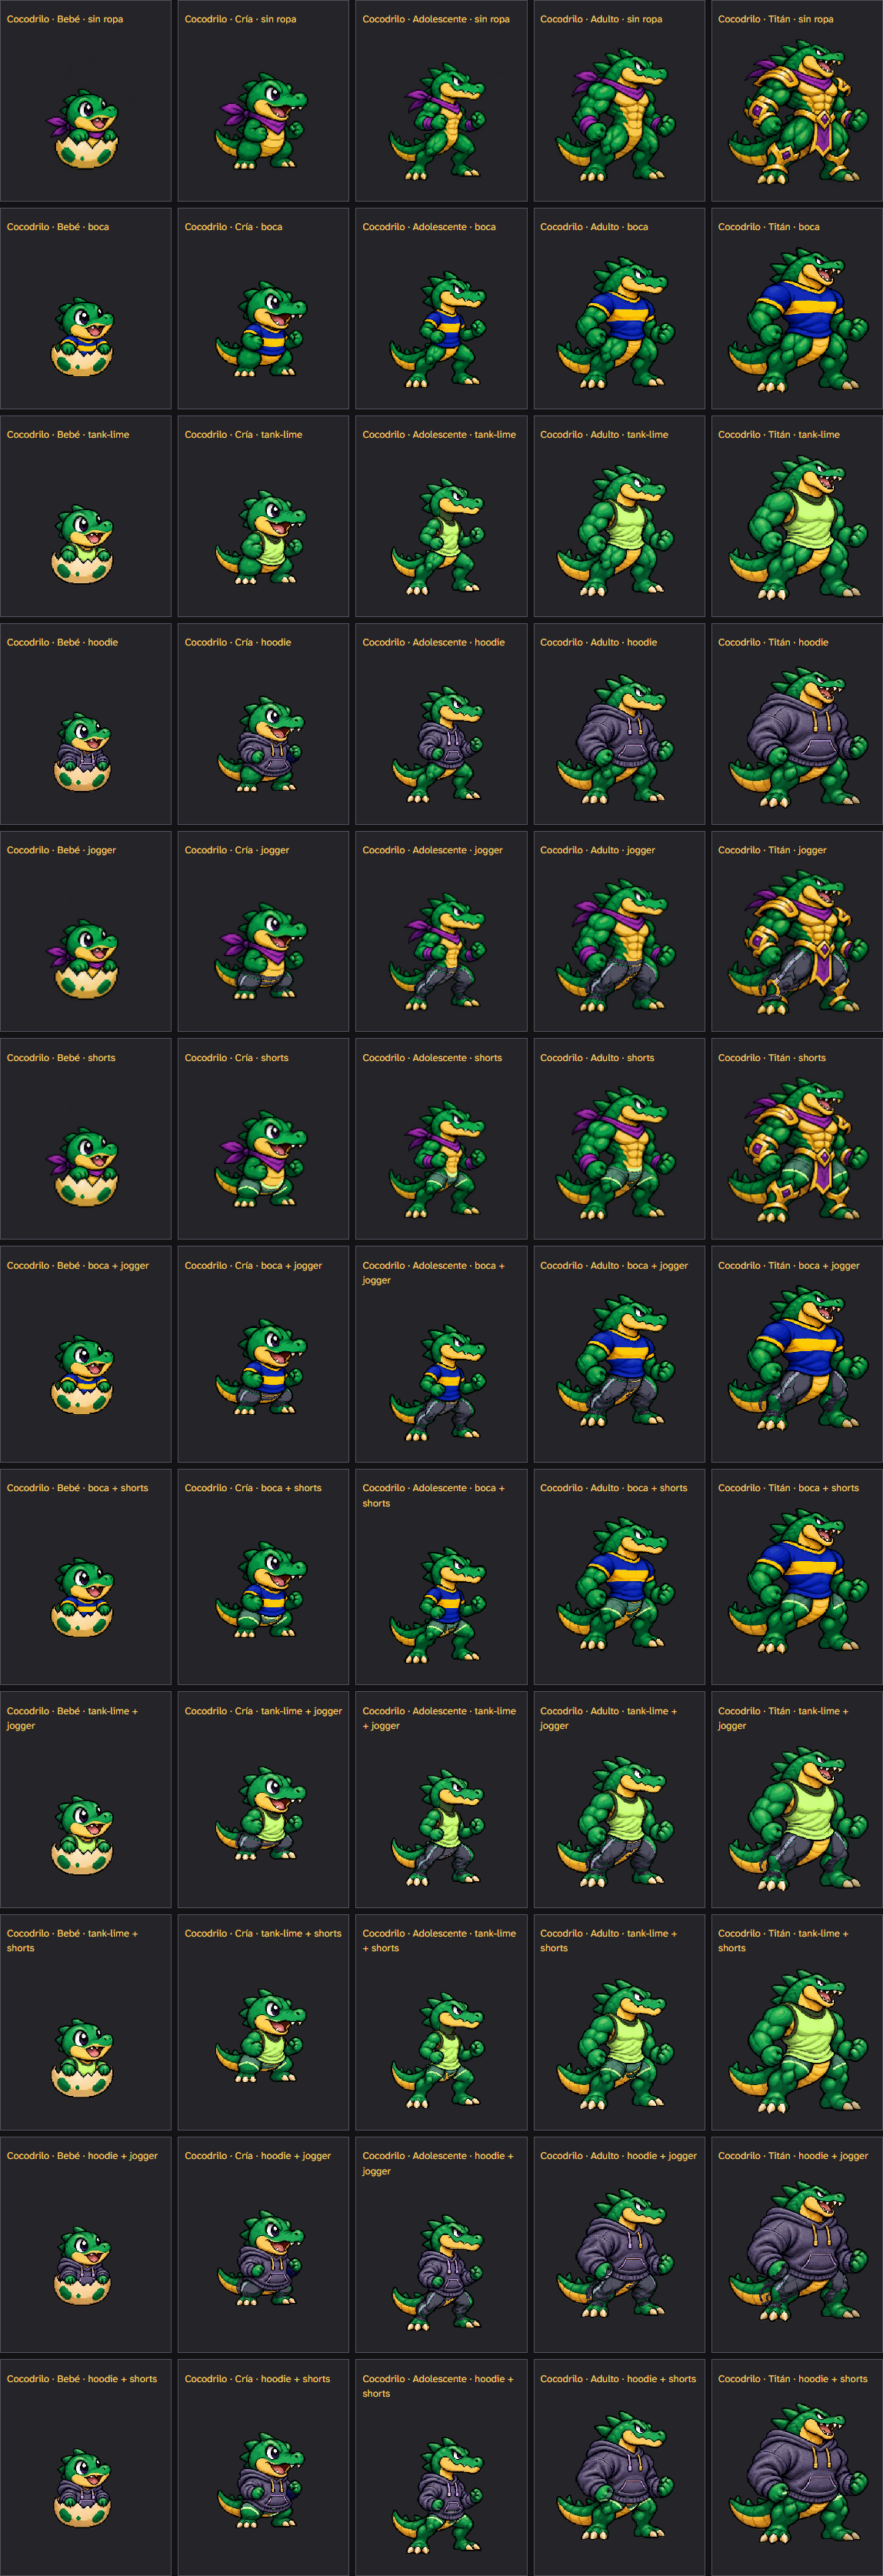 Cocodrilo · Bebé · sin ropa
Cocodrilo · Cría · sin ropa
Cocodrilo · Adolescente · sin ropa
Cocodrilo · Adulto · sin ropa
Cocodrilo · Titán · sin ropa
Cocodrilo · Bebé · boca
Cocodrilo · Cría · boca
Cocodrilo · Adolescente · boca
Cocodrilo · Adulto · boca
Cocodrilo · Titán · boca
Cocodrilo · Bebé · tank-lime
Cocodrilo · Cría · tank-lime
Cocodrilo · Adolescente · tank-lime
Cocodrilo · Adulto · tank-lime
Cocodrilo · Titán · tank-lime
Cocodrilo · Bebé · hoodie
Cocodrilo · Cría · hoodie
Cocodrilo · Adolescente · hoodie
Cocodrilo · Adulto · hoodie
Cocodrilo · Titán · hoodie
Cocodrilo · Bebé · jogger
Cocodrilo · Cría · jogger
Cocodrilo · Adolescente · jogger
Cocodrilo · Adulto · jogger
Cocodrilo · Titán · jogger
Cocodrilo · Bebé · shorts
Cocodrilo · Cría · shorts
Cocodrilo · Adolescente · shorts
Cocodrilo · Adulto · shorts
Cocodrilo · Titán · shorts
Cocodrilo · Bebé · boca + jogger
Cocodrilo · Cría · boca + jogger
Cocodrilo · Adolescente · boca +
jogger
Cocodrilo · Adulto · boca + jogger
Cocodrilo · Titán · boca + jogger
Cocodrilo · Bebé · boca + shorts
Cocodrilo · Cría · boca + shorts
Cocodrilo · Adolescente · boca +
shorts
Cocodrilo · Adulto · boca + shorts
Cocodrilo · Titán · boca + shorts
Cocodrilo · Bebé · tank-lime +
jogger
Cocodrilo · Cría · tank-lime + jogger
Cocodrilo · Adolescente · tank-lime
+ jogger
Cocodrilo · Adulto · tank-lime +
jogger
Cocodrilo · Titán · tank-lime +
jogger
Cocodrilo · Bebé · tank-lime +
shorts
Cocodrilo · Cría · tank-lime + shorts
Cocodrilo · Adolescente · tank-lime
+ shorts
Cocodrilo · Adulto · tank-lime +
shorts
Cocodrilo · Titán · tank-lime +
shorts
Cocodrilo · Bebé · hoodie + jogger
Cocodrilo · Cría · hoodie + jogger
Cocodrilo · Adolescente · hoodie +
jogger
Cocodrilo · Adulto · hoodie + jogger
Cocodrilo · Titán · hoodie + jogger
Cocodrilo · Bebé · hoodie + shorts
Cocodrilo · Cría · hoodie + shorts
Cocodrilo · Adolescente · hoodie +
shorts
Cocodrilo · Adulto · hoodie + shorts
Cocodrilo · Titán · hoodie + shorts